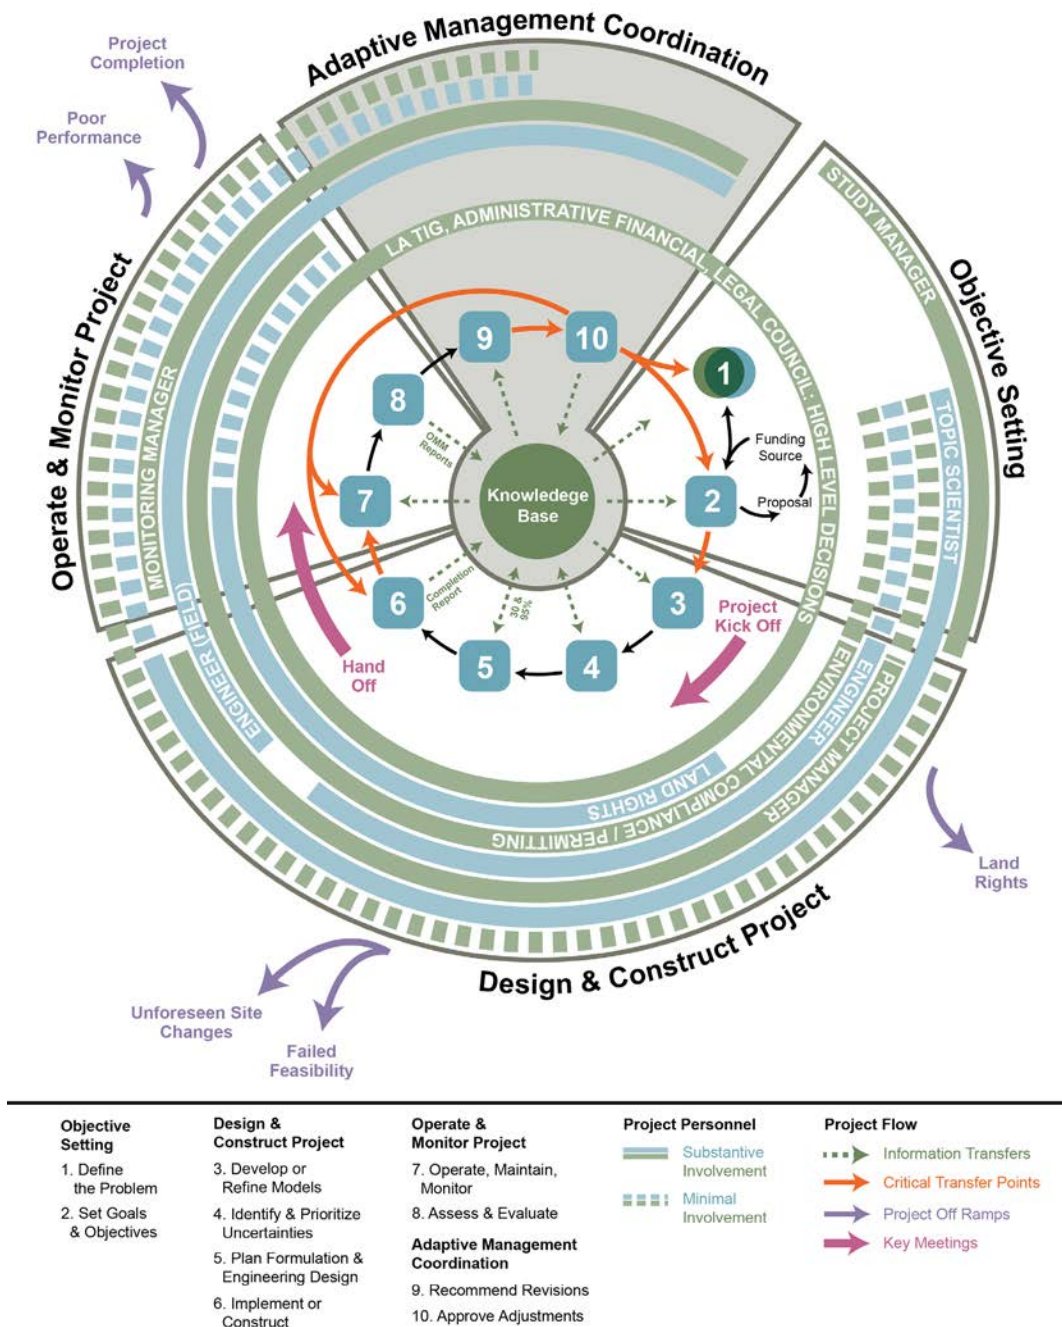 Project
Completion
Poor
Performance
Adaptive Management Coordination
Operate & Monitor Project
Objective Setting
Design & Construct Project
STUDY MANAGER
TOPIC SCIENTIST
LA TIG, ADMINISTRATIVE FINANCIAL, LEGAL COUNCIL: HIGH LEVEL DECISIONS
MONITORING MANAGER
ENGINEER (FIELD)
PROJECT MANAGER
ENGINEER
ENVIRONMENTAL COMPLIANCE / PERMITTING
LAND RIGHTS
9
10
1
8
Funding
Source
OMM
Reports
7
Knowledege
Base
2
Proposal
6
Completion
Report
30 &
95%
3
Project
Kick Off
5
4
Hand
Off
Land
Rights
Unforeseen Site
Changes
Failed
Feasibility
Objective
Setting
1. Define
the Problem
2. Set Goals
& Objectives
Design &
Construct Project
3. Develop or
Refine Models
4. Identify & Prioritize
Uncertainties
5. Plan Formulation &
Engineering Design
6. Implement or
Construct
Operate &
Monitor Project
7. Operate, Maintain,
Monitor
8. Assess & Evaluate
Adaptive Management
Coordination
9. Recommend Revisions
10. Approve Adjustments
Project Personnel
Substantive
Involvement
Minimal
Involvement
Project Flow
Information Transfers
Critical Transfer Points
Project Off Ramps
Key Meetings